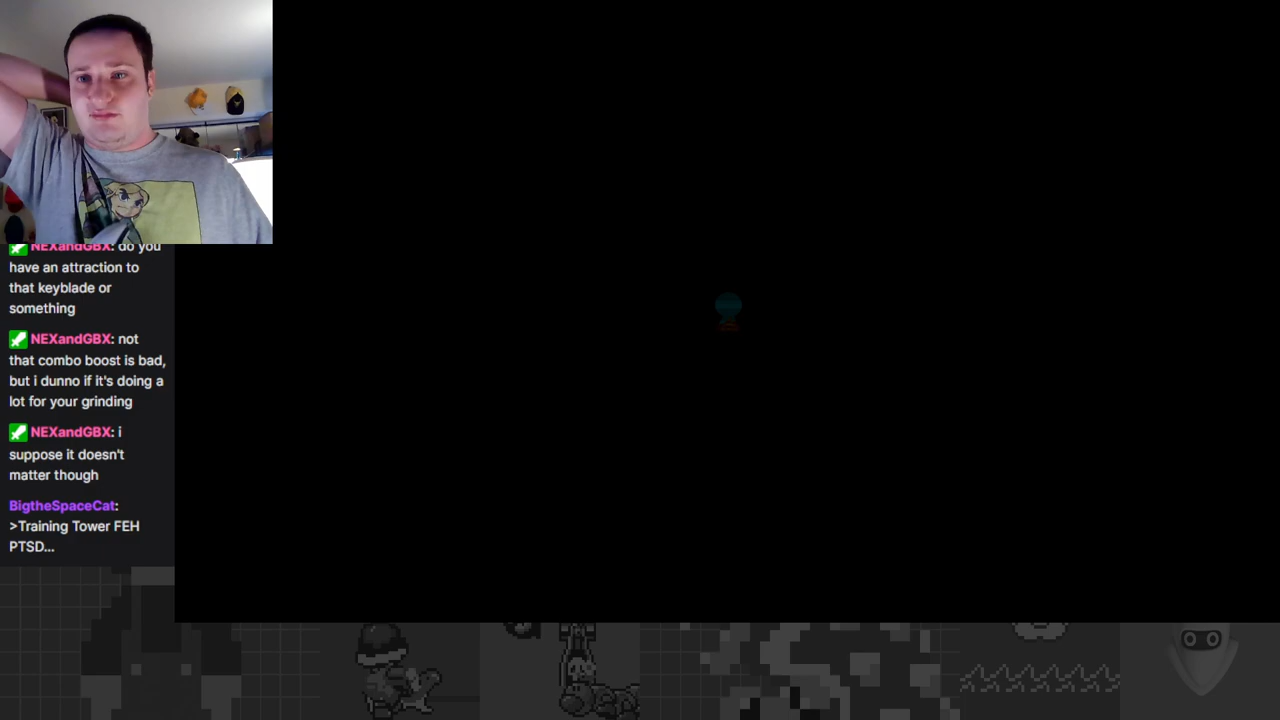 NEXandGBX: do you
have an attraction to
that keyblade or
something
NEXandGBX: not
that combo boost is bad,
but i dunno if it's doing a
lot for your grinding
NEXandGBX: i
suppose it doesn't
matter though
BigtheSpaceCat:
>Training Tower FEH
PTSD...